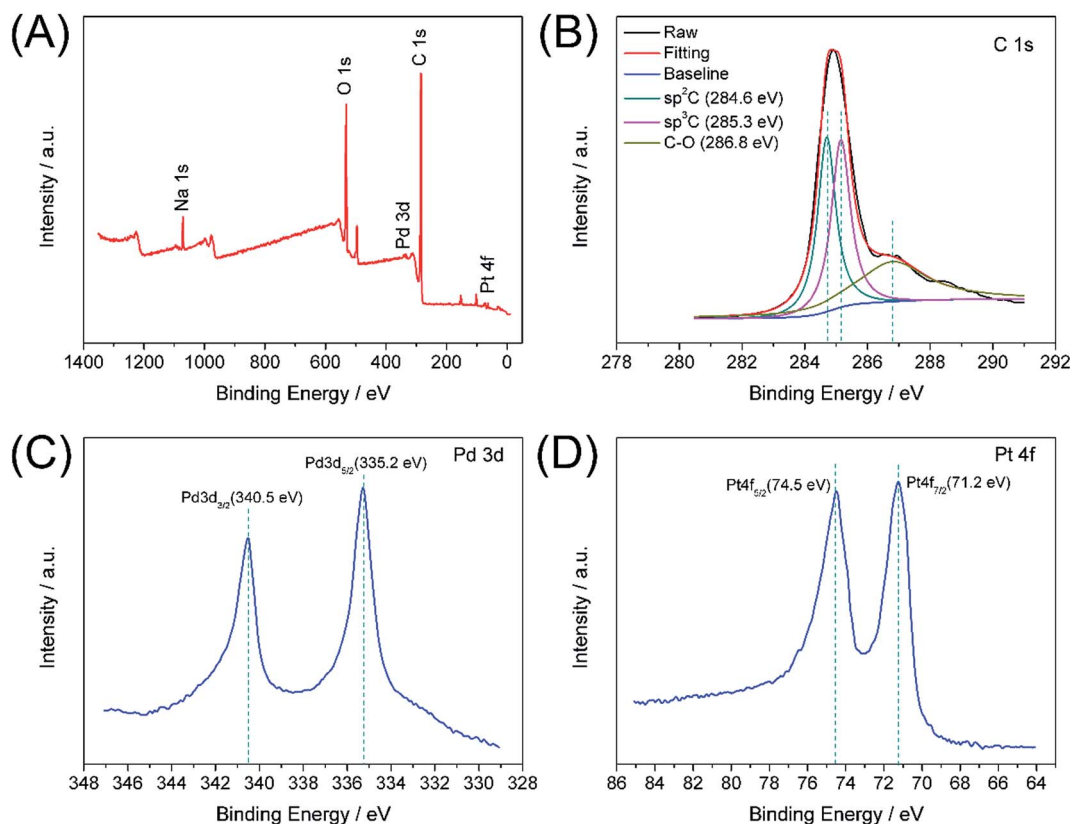 (A)
Intensity / a.u.
Na 1s
O 1s
Pd 3d
C 1s
Pt 4f
1400 1200 1000 800 600 400 200 0
Binding Energy / eV
(B)
Intensity / a.u.
Raw
Fitting
Baseline
sp²C (284.6 eV)
sp³C (285.3 eV)
C-O (286.8 eV)
C 1s
278 280 282 284 286 288 290 292
Binding Energy / eV
(C)
Intensity / a.u.
Pd3d₃/₂(340.5 eV)
Pd3d₅/₂(335.2 eV)
Pd 3d
348 346 344 342 340 338 336 334 332 330 328
Binding Energy / eV
(D)
Intensity / a.u.
Pt4f₅/₂(74.5 eV)
Pt4f₇/₂(71.2 eV)
Pt 4f
86 84 82 80 78 76 74 72 70 68 66 64
Binding Energy / eV